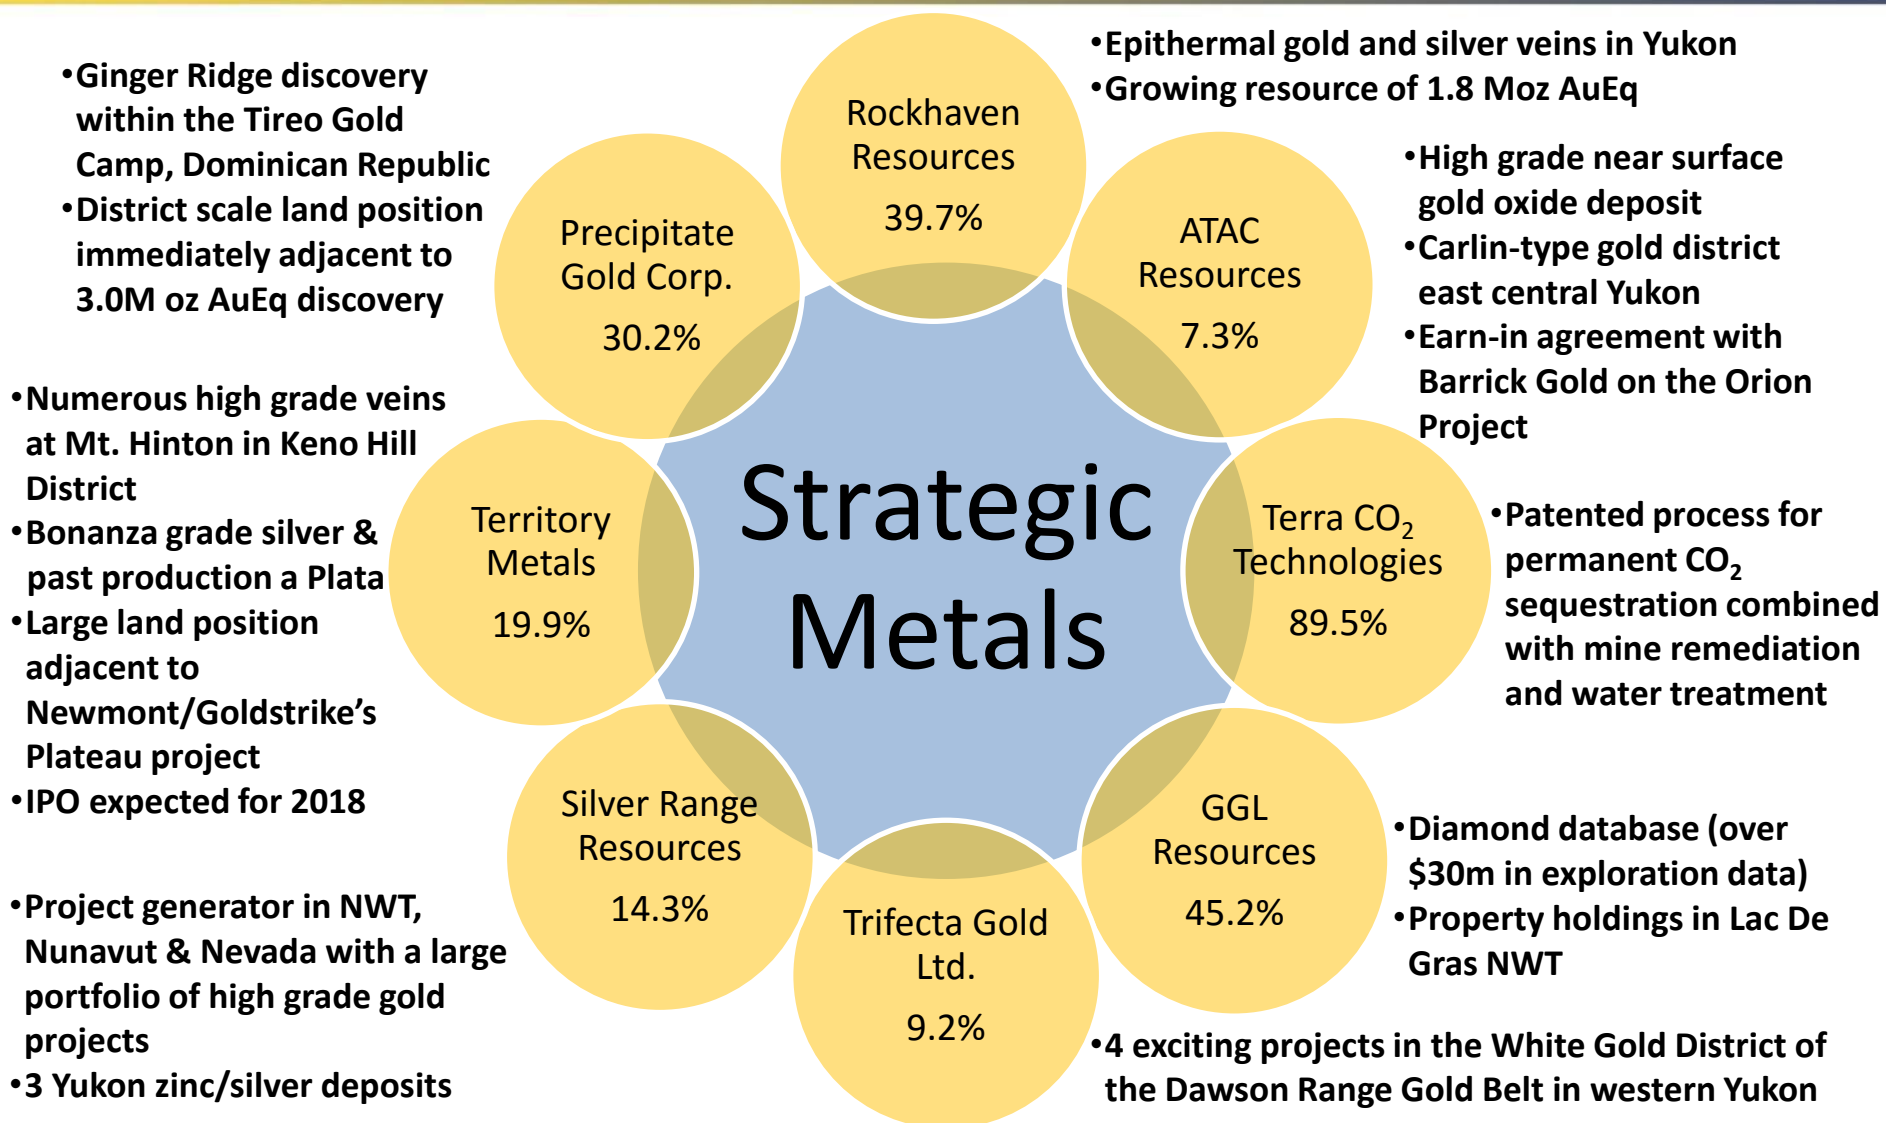 •Epithermal gold and silver veins in Yukon
•Growing resource of 1.8 Moz AuEq
•Ginger Ridge discovery
within the Tireo Gold
Camp, Dominican Republic
•District scale land position
immediately adjacent to
3.0M oz AuEq discovery
Rockhaven
Resources
39.7%
•High grade near surface
gold oxide deposit
•Carlin-type gold district
east central Yukon
•Earn-in agreement with
Barrick Gold on the Orion
Project
Precipitate
Gold Corp.
30.2%
ATAC
Resources
7.3%
•Numerous high grade veins
at Mt. Hinton in Keno Hill
District
•Bonanza grade silver &
past production a Plata
•Large land position
adjacent to
Newmont/Goldstrike’s
Plateau project
•IPO expected for 2018
Territory
Metals
19.9%
Strategic
Metals
Terra CO₂
Technologies
89.5%
•Patented process for
permanent CO₂
sequestration combined
with mine remediation
and water treatment
Silver Range
Resources
14.3%
GGL
Resources
45.2%
•Diamond database (over
$30m in exploration data)
•Property holdings in Lac De
Gras NWT
•Project generator in NWT,
Nunavut & Nevada with a large
portfolio of high grade gold
projects
•3 Yukon zinc/silver deposits
Trifecta Gold
Ltd.
9.2%
•4 exciting projects in the White Gold District of
the Dawson Range Gold Belt in western Yukon